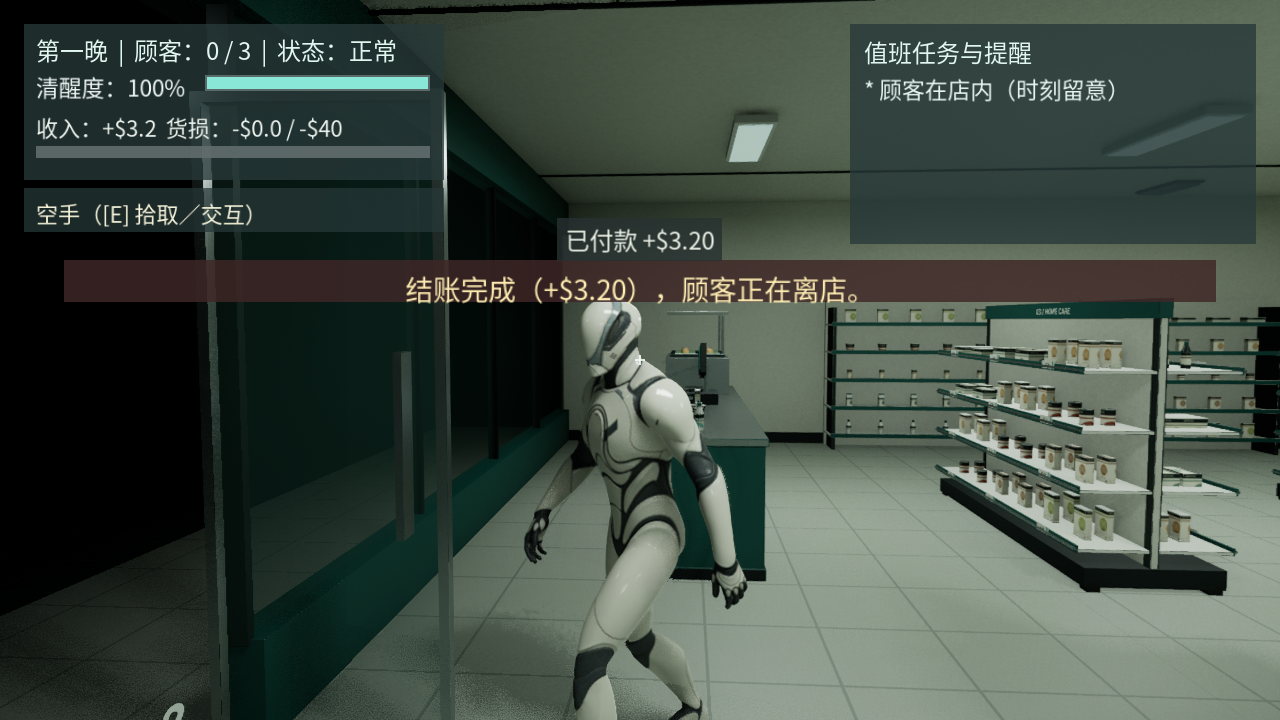 第一晚 | 顾客：0 / 3 | 状态：正常
清醒度：100%
收入：+$3.2 货损：-$0.0 / -$40
空手（[E] 拾取／交互）
值班任务与提醒
* 顾客在店内（时刻留意）
已付款 +$3.20
结账完成（+$3.20），顾客正在离店。